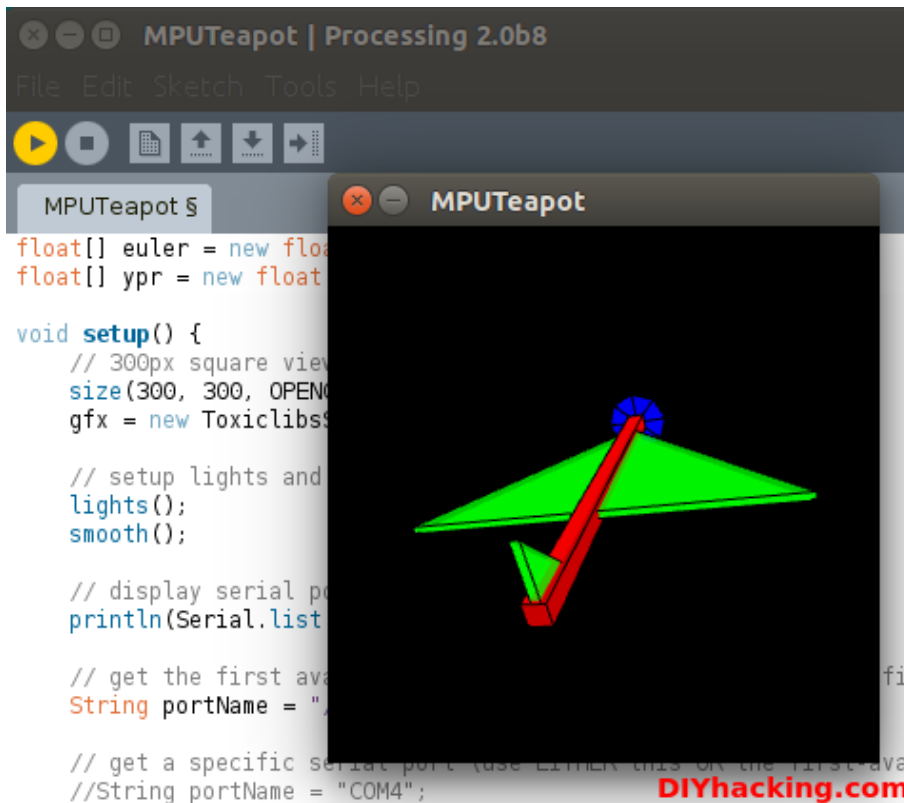 MPUTeapot | Processing 2.0b8
File Edit Sketch Tools Help
MPUTeapot §
MPUTeapot
float[] euler = new floa
float[] ypr = new float
void setup() {
// 300px square view
size(300, 300, OPENG
gfx = new ToxiclibsS
// setup lights and
lights();
smooth();
// display serial po
println(Serial.list
// get the first ava fi
String portName = "/
// get a specific serial port (use EITHER this OR the first-ava
//String portName = "COM4";
DIYhacking.com